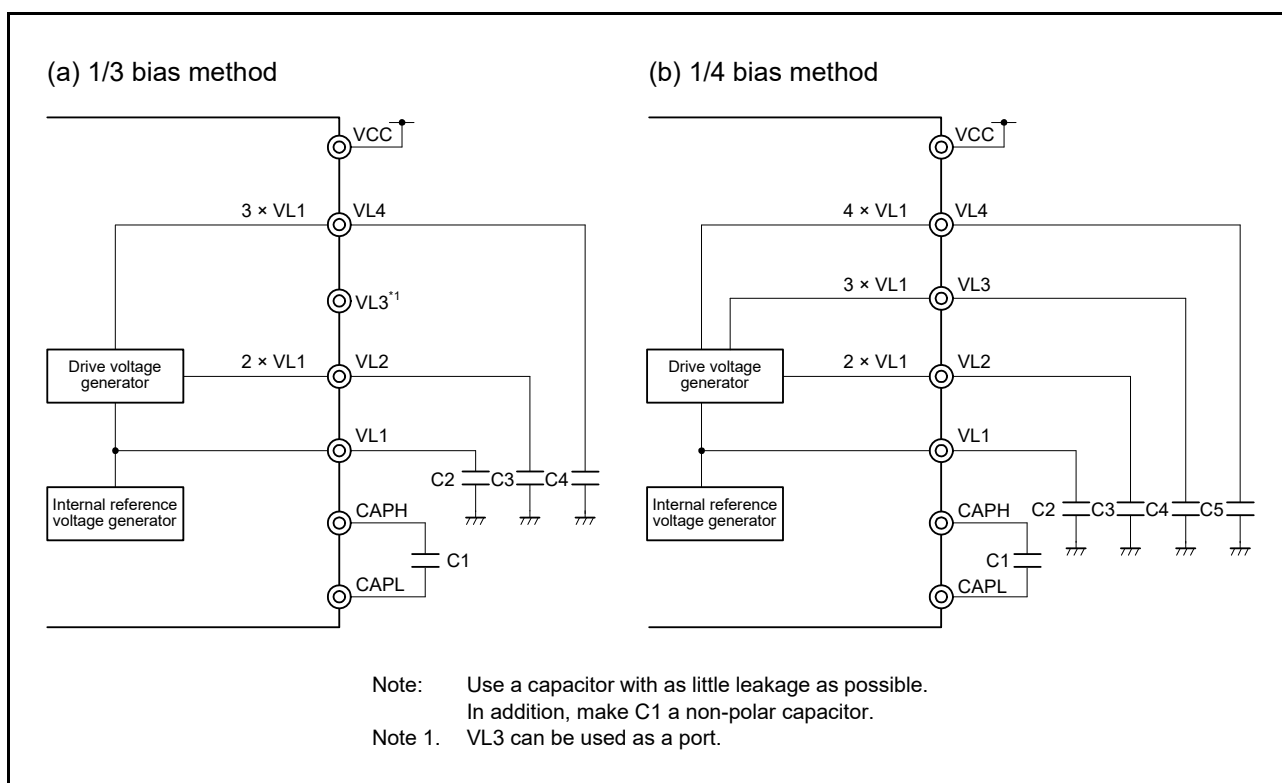 (a) 1/3 bias method
VCC
3 × VL1
VL4
VL3*1
Drive voltage
generator
2 × VL1
VL2
VL1
C2
C3
C4
Internal reference
voltage generator
CAPH
C1
CAPL
(b) 1/4 bias method
VCC
4 × VL1
VL4
3 × VL1
VL3
Drive voltage
generator
2 × VL1
VL2
VL1
Internal reference
voltage generator
CAPH
C2
C3
C4
C5
C1
CAPL
Note: Use a capacitor with as little leakage as possible.
In addition, make C1 a non-polar capacitor.
Note 1. VL3 can be used as a port.